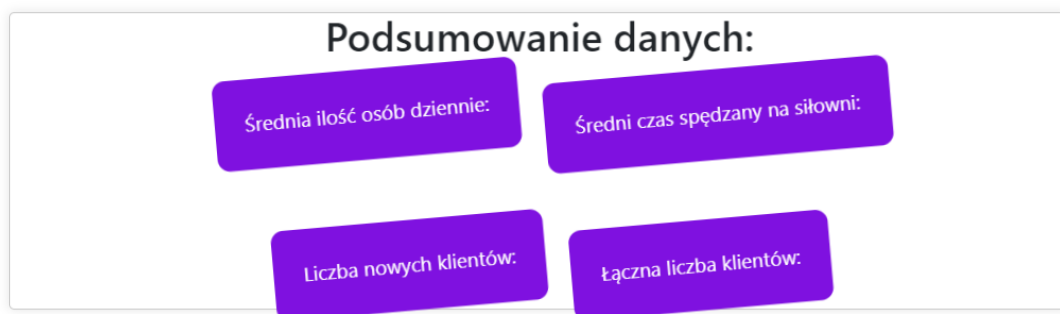 Podsumowanie danych:
Średnia ilość osób dziennie:
Średni czas spędzany na siłowni:
Liczba nowych klientów:
Łączna liczba klientów: